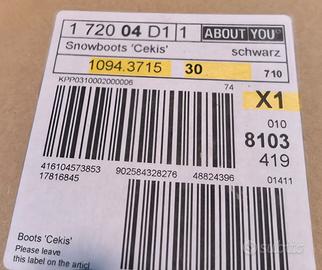 1 720 04 D1 1 ABOUT YOU
Snowboots 'Cekis' schwarz
1094.3715 30 710
KPP0310002000006 74
X1
010
8103
419
416104573853 902584328276 48824396 01411
17816845
Boots 'Cekis'
Please leave
this label on the articl
subito